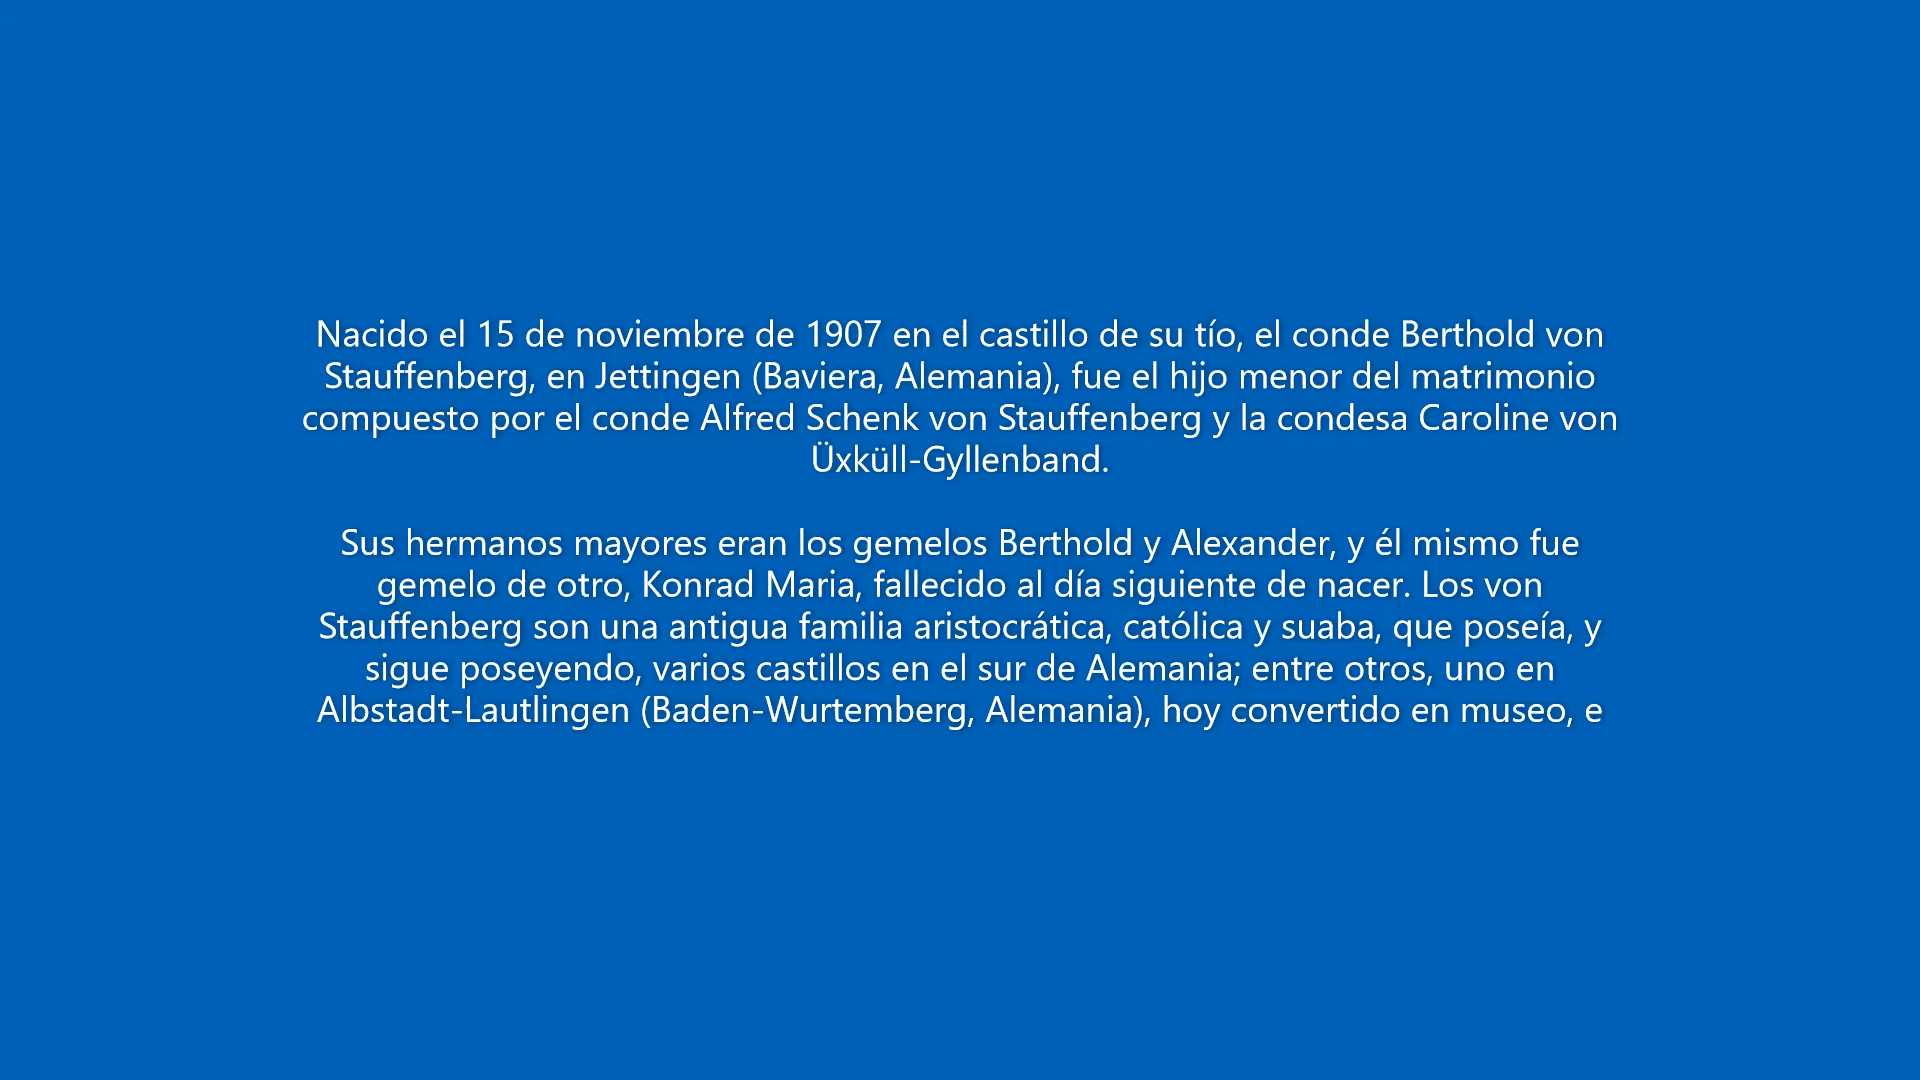 Nacido el 15 de noviembre de 1907 en el castillo de su tío, el conde Berthold von
Stauffenberg, en Jettingen (Baviera, Alemania), fue el hijo menor del matrimonio
compuesto por el conde Alfred Schenk von Stauffenberg y la condesa Caroline von
Üxküll-Gyllenband.
Sus hermanos mayores eran los gemelos Berthold y Alexander, y él mismo fue
gemelo de otro, Konrad Maria, fallecido al día siguiente de nacer. Los von
Stauffenberg son una antigua familia aristocrática, católica y suaba, que poseía, y
sigue poseyendo, varios castillos en el sur de Alemania; entre otros, uno en
Albstadt-Lautlingen (Baden-Wurtemberg, Alemania), hoy convertido en museo, e